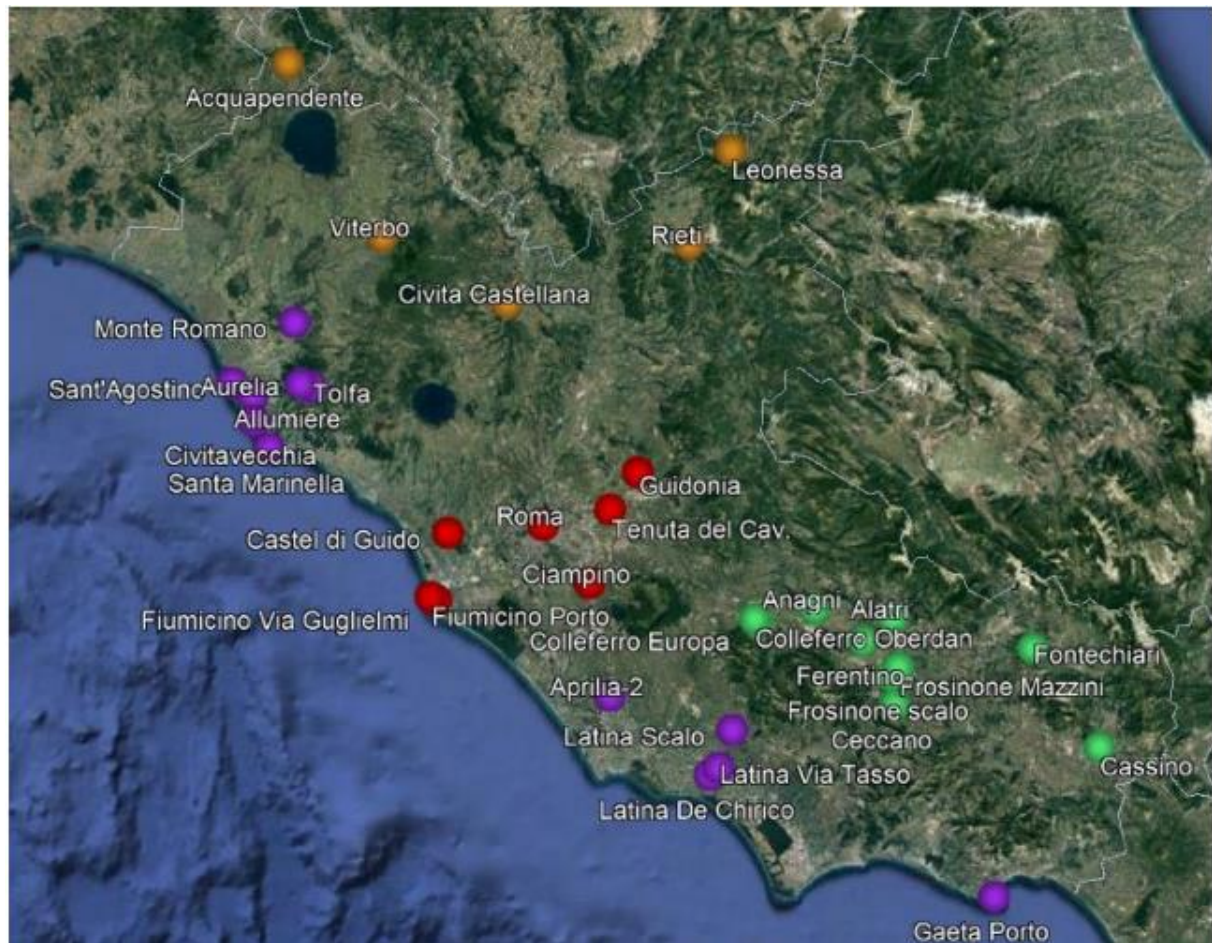 Acquapendente
Leonessa
Viterbo
Rieti
Civita Castellana
Monte Romano
Sant'Agostino
Aurelia
Tolfa
Allumiere
Civitavecchia
Santa Marinella
Guidonia
Roma
Tenuta del Cav.
Castel di Guido
Ciampino
Fiumicino Via Guglielmi
Fiumicino Porto
Anagni
Alatri
Colleferro Europa
Colleferro Oberdan
Fontechiari
Ferentino
Frosinone Mazzini
Aprilia-2
Frosinone scalo
Latina Scalo
Ceccano
Cassino
Latina Via Tasso
Latina De Chirico
Gaeta Porto